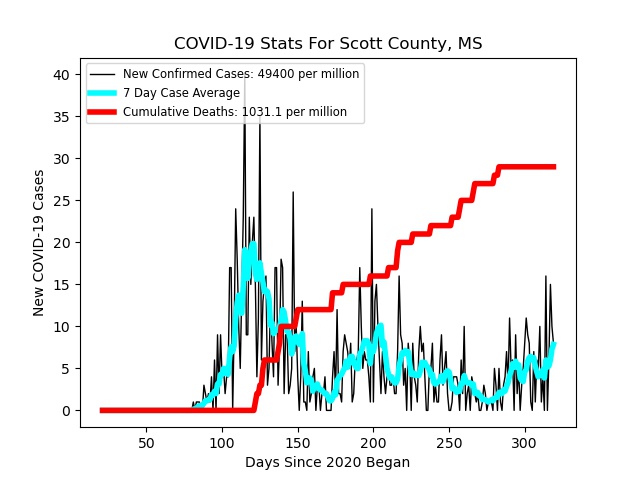 COVID-19 Stats For Scott County, MS
New Confirmed Cases: 49400 per million
7 Day Case Average
Cumulative Deaths: 1031.1 per million
New COVID-19 Cases
40
35
30
25
20
15
10
5
0
50 100 150 200 250 300
Days Since 2020 Began